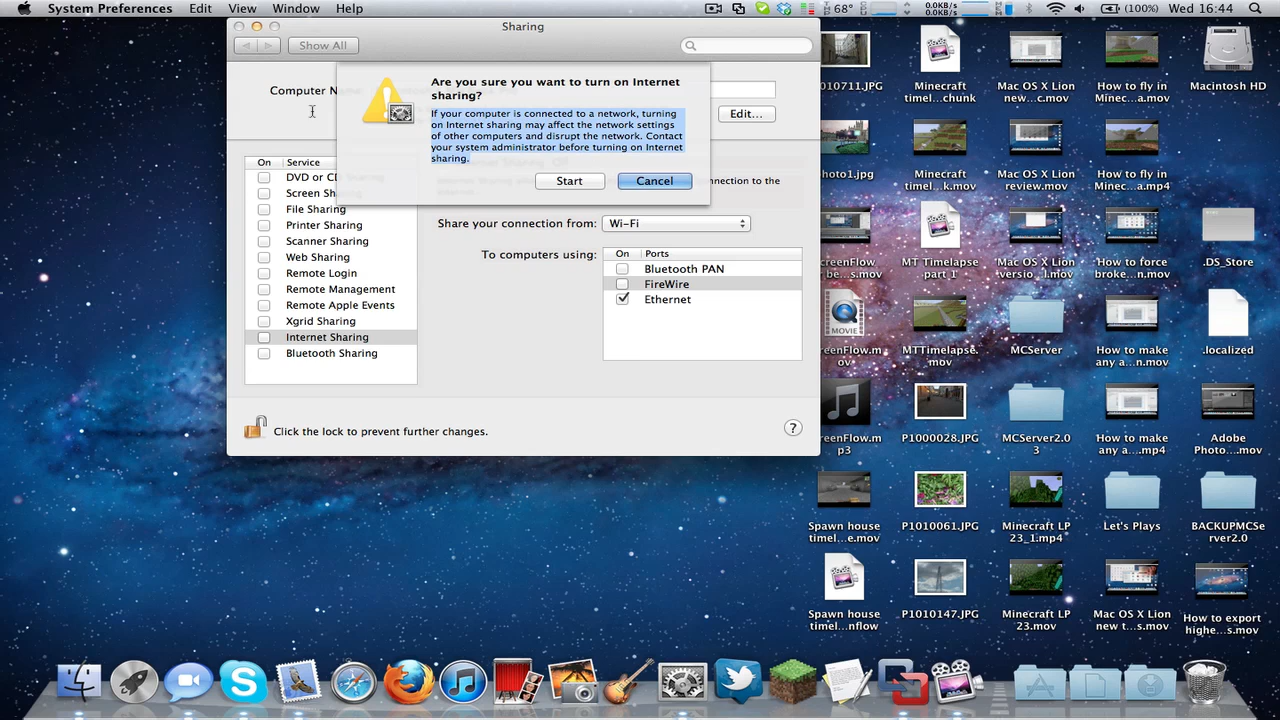 System Preferences Edit View Window Help
68° 0.0KB/s 0.0KB/s (100%) Wed 16:44
Sharing
Show All
Computer N
Edit...
Are you sure you want to turn on Internet
sharing?
If your computer is connected to a network, turning
on Internet sharing may affect the network settings
of other computers and disrupt the network. Contact
your system administrator before turning on Internet
sharing.
Start Cancel
connection to the
On Service
DVD or CD Sharing
Screen Sh
File Sharing
Printer Sharing
Scanner Sharing
Web Sharing
Remote Login
Remote Management
Remote Apple Events
Xgrid Sharing
Internet Sharing
Bluetooth Sharing
Share your connection from: Wi-Fi
To computers using:
On Ports
Bluetooth PAN
FireWire
Ethernet
Click the lock to prevent further changes.
?
010711.JPG
Minecraft
timel...chunk
Mac OS X Lion
new...c.mov
How to fly in
Minec...a.mov
Macintosh HD
photo1.jpg
Minecraft
timel...k.mov
Mac OS X Lion
review.mov
How to fly in
Minec...a.mp4
reenFlow
be...s.mov
MT Timelapse
part 1
Mac OS X Lion
versio...l.mov
How to force
broke...n.mov
.DS_Store
MOVIE
reenFlow.m
ov
MTTimelapse.
mov
MCServer
How to make
any a...n.mov
.localized
reenFlow.m
p3
P1000028.JPG
MCServer2.0
3
How to make
any a...mp4
Adobe
Photo...mov
Spawn house
timel...e.mov
P1010061.JPG
Minecraft LP
23_1.mp4
Let's Plays
BACKUPMCSe
rver2.0
Spawn house
timel...nflow
P1010147.JPG
Minecraft LP
23.mov
Mac OS X Lion
new t...s.mov
How to export
highe...s.mov